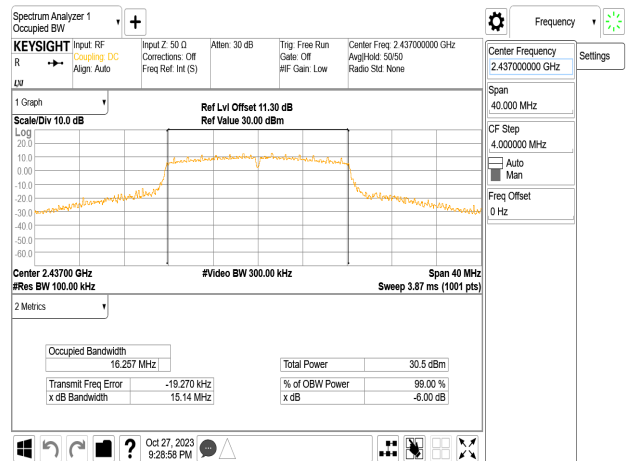 Spectrum Analyzer 1
Occupied BW
Frequency
KEYSIGHT
R
Input: RF
Coupling: DC
Align: Auto
Input Z: 50 Ω
Corrections: Off
Freq Ref: Int (S)
Atten: 30 dB
Trig: Free Run
Gate: Off
#IF Gain: Low
Center Freq: 2.437000000 GHz
Avg|Hold: 50/50
Radio Std: None
1 Graph
Scale/Div 10.0 dB
Ref Lvl Offset 11.30 dB
Ref Value 30.00 dBm
Log
20.0
10.0
0.00
-10.0
-20.0
-30.0
-40.0
-50.0
-60.0
Center 2.43700 GHz
#Res BW 100.00 kHz
#Video BW 300.00 kHz
Span 40 MHz
Sweep 3.87 ms (1001 pts)
2 Metrics
Occupied Bandwidth
16.257 MHz
Transmit Freq Error -19.270 kHz
x dB Bandwidth 15.14 MHz
Total Power 30.5 dBm
% of OBW Power 99.00 %
x dB -6.00 dB
Oct 27, 2023
9:28:58 PM
Center Frequency
2.437000000 GHz
Settings
Span
40.000 MHz
CF Step
4.000000 MHz
Auto
Man
Freq Offset
0 Hz